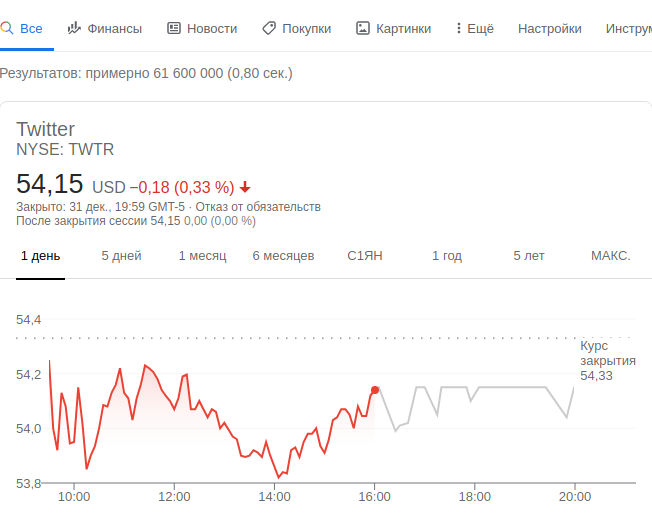 Все Финансы Новости Покупки Картинки Ещё Настройки Инструм
Результатов: примерно 61 600 000 (0,80 сек.)
Twitter
NYSE: TWTR
54,15 USD −0,18 (0,33 %)
Закрыто: 31 дек., 19:59 GMT-5 · Отказ от обязательств
После закрытия сессии 54,15 0,00 (0,00 %)
1 день 5 дней 1 месяц 6 месяцев С1ЯН 1 год 5 лет МАКС.
54,4
Курс
закрытия
54,33
54,2
54,0
53,8
10:00 12:00 14:00 16:00 18:00 20:00